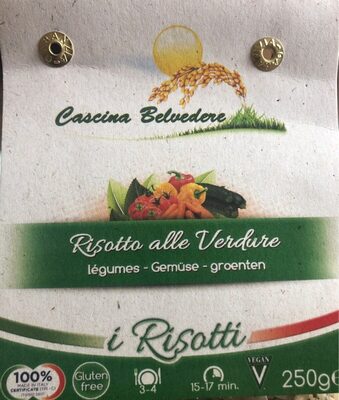 Cascina Belvedere
Risotto alle Verdure
légumes - Gemüse - groenten
i Risotti
100%
MADE IN ITALY
CERTIFICATE
Gluten
free
3-4
15-17 min.
VEGAN
V
250g e